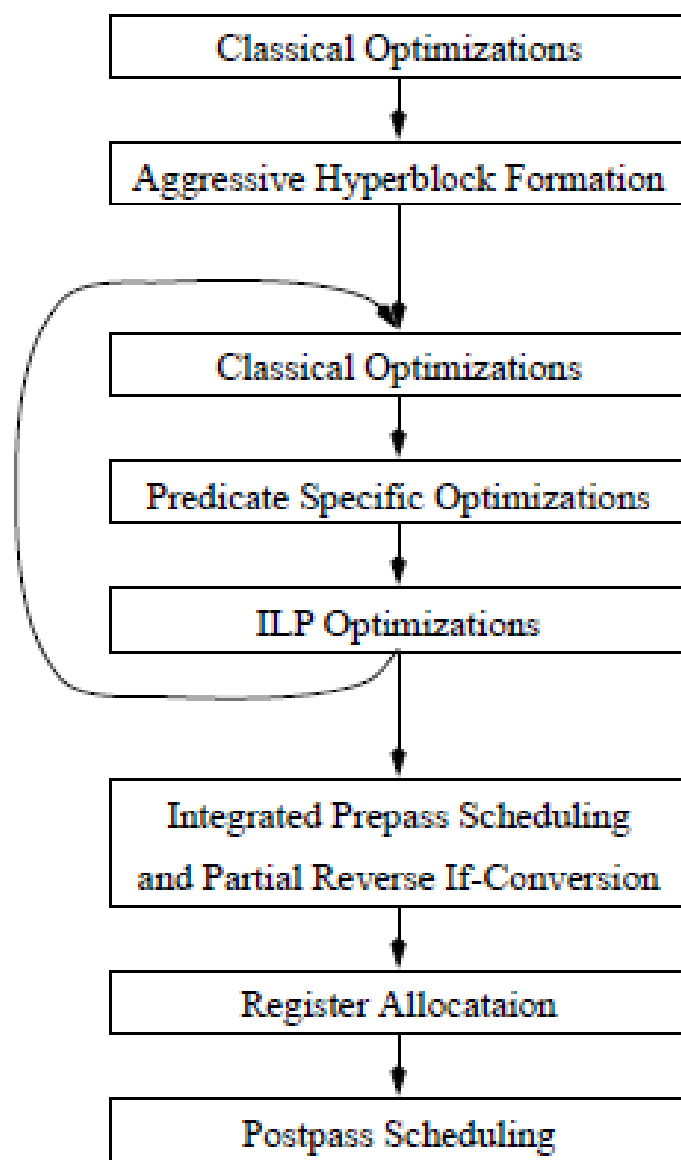 Classical Optimizations
Aggressive Hyperblock Formation
Classical Optimizations
Predicate Specific Optimizations
ILP Optimizations
Integrated Prepass Scheduling
and Partial Reverse If-Conversion
Register Allocataion
Postpass Scheduling